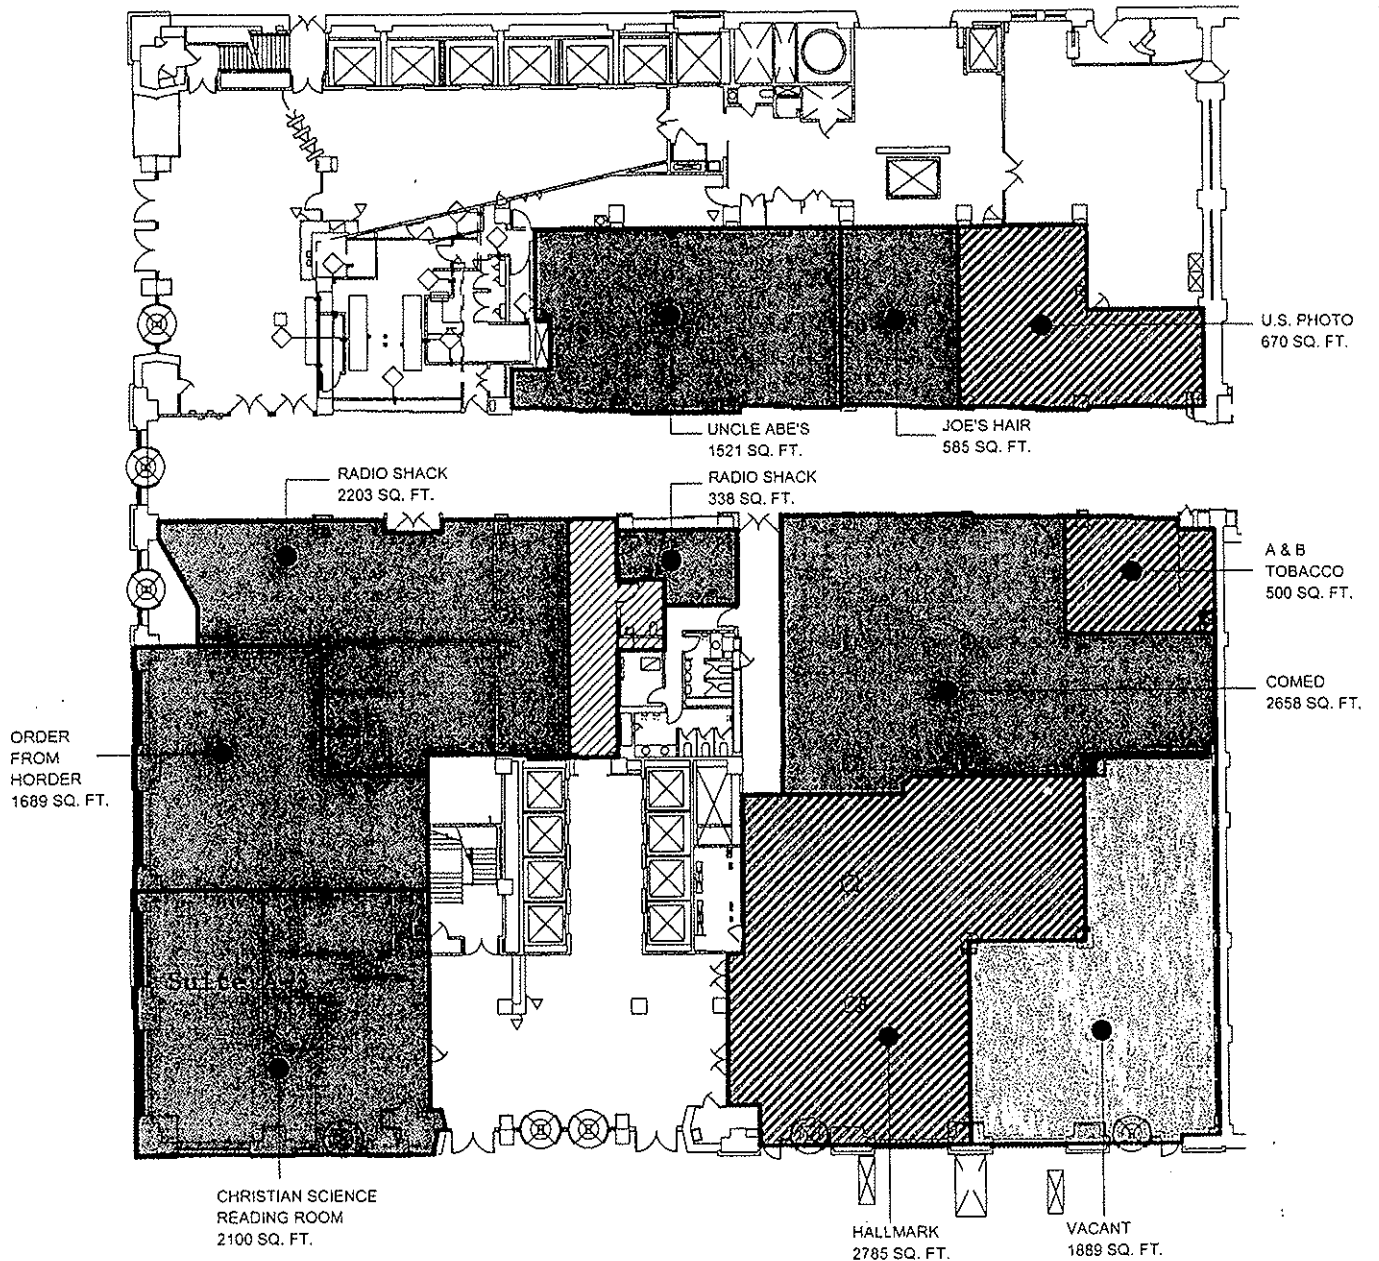 U.S. PHOTO
670 SQ. FT.
UNCLE ABE'S
1521 SQ. FT.
JOE'S HAIR
585 SQ. FT.
RADIO SHACK
2203 SQ. FT.
RADIO SHACK
338 SQ. FT.
A & B
TOBACCO
500 SQ. FT.
COMED
2658 SQ. FT.
ORDER
FROM
HORDER
1689 SQ. FT.
Suite
CHRISTIAN SCIENCE
READING ROOM
2100 SQ. FT.
HALLMARK
2785 SQ. FT.
VACANT
1889 SQ. FT.